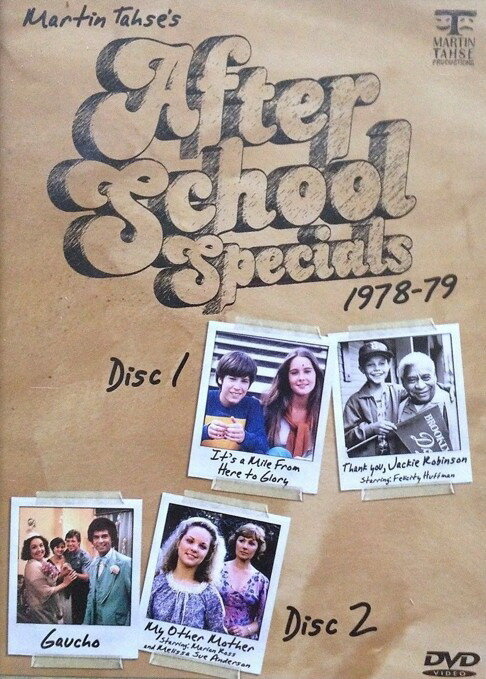 Martin Tahse's
MARTIN
TAHSE
PRODUCTIONS
After
School
Specials
1978-79
Disc 1
It's a Mile From
Here to Glory
Thank you, Jackie Robinson
Starring: Felicity Huffman
Gaucho
My Other Mother
Starring: Marion Ross
and Melissa Sue Anderson
Disc 2
DVD
VIDEO